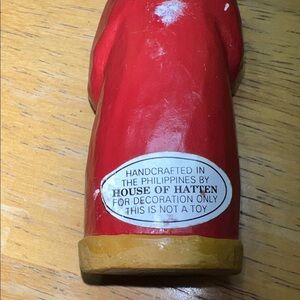 HANDCRAFTED IN
THE PHILIPPINES BY
HOUSE OF HATTEN
FOR DECORATION ONLY
THIS IS NOT A TOY